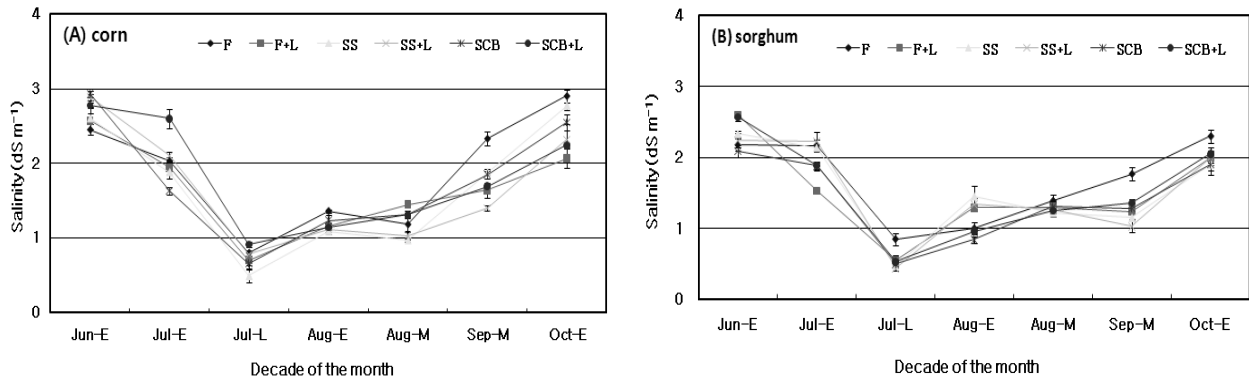 (A) corn
F F+L SS SS+L SCB SCB+L
Salinity (dS m⁻¹)
4
3
2
1
0
Jun-E Jul-E Jul-L Aug-E Aug-M Sep-M Oct-E
Decade of the month
(B) sorghum
F F+L SS SS+L SCB SCB+L
Salinity (dS m⁻¹)
4
3
2
1
0
Jun-E Jul-E Jul-L Aug-E Aug-M Sep-M Oct-E
Decade of the month